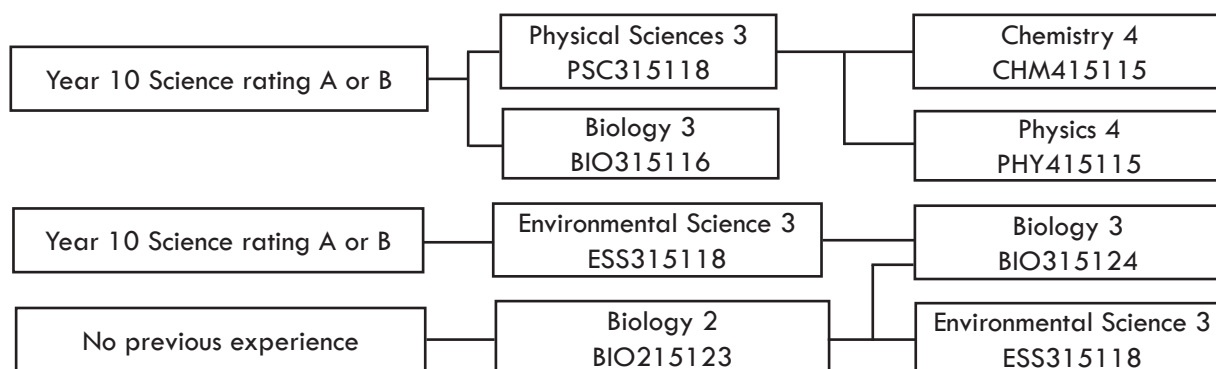 Year 10 Science rating A or B
Physical Sciences 3
PSC315118
Chemistry 4
CHM415115
Biology 3
BIO315116
Physics 4
PHY415115
Year 10 Science rating A or B
Environmental Science 3
ESS315118
Biology 3
BIO315124
No previous experience
Biology 2
BIO215123
Environmental Science 3
ESS315118